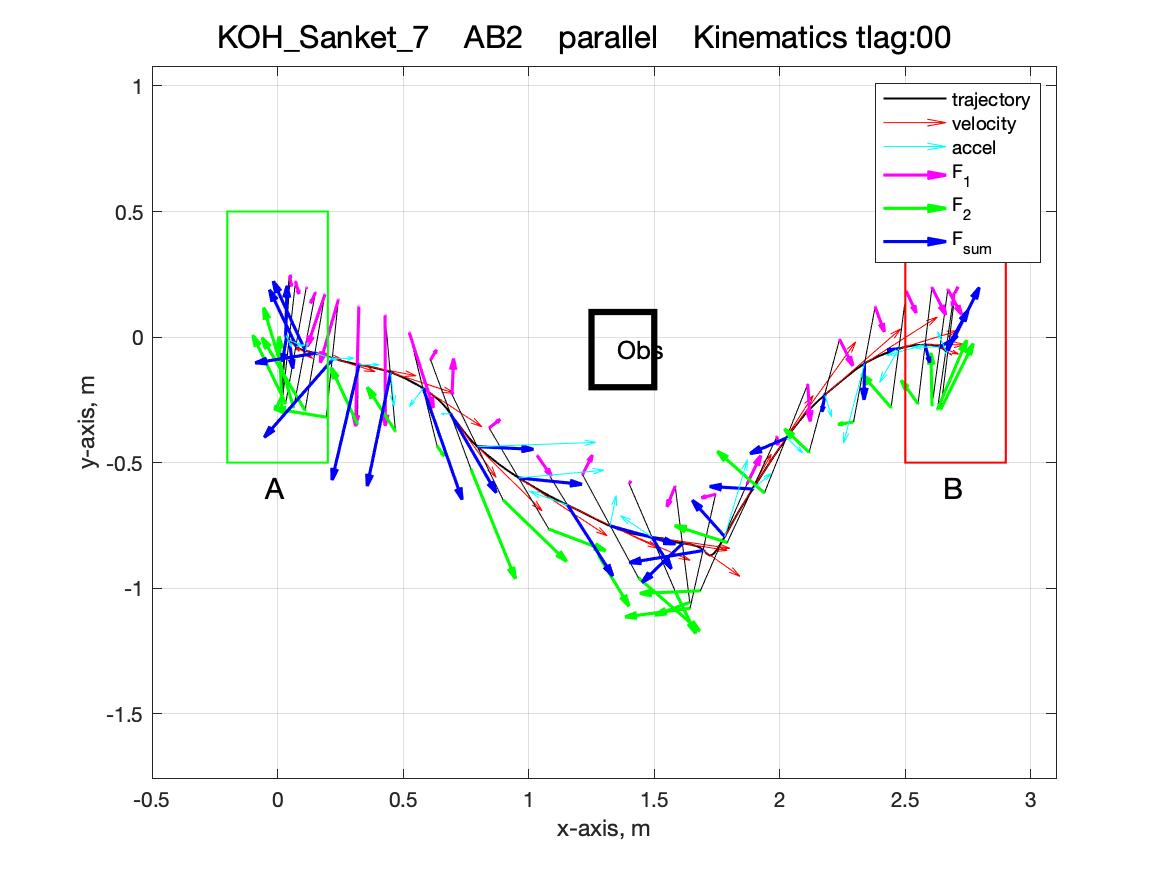 KOH_Sanket_7 AB2 parallel Kinematics tlag:00
trajectory
velocity
accel
F1
F2
Fsum
1
0.5
0
-0.5
-1
-1.5
y-axis, m
Obs
A
B
-0.5 0 0.5 1 1.5 2 2.5 3
x-axis, m